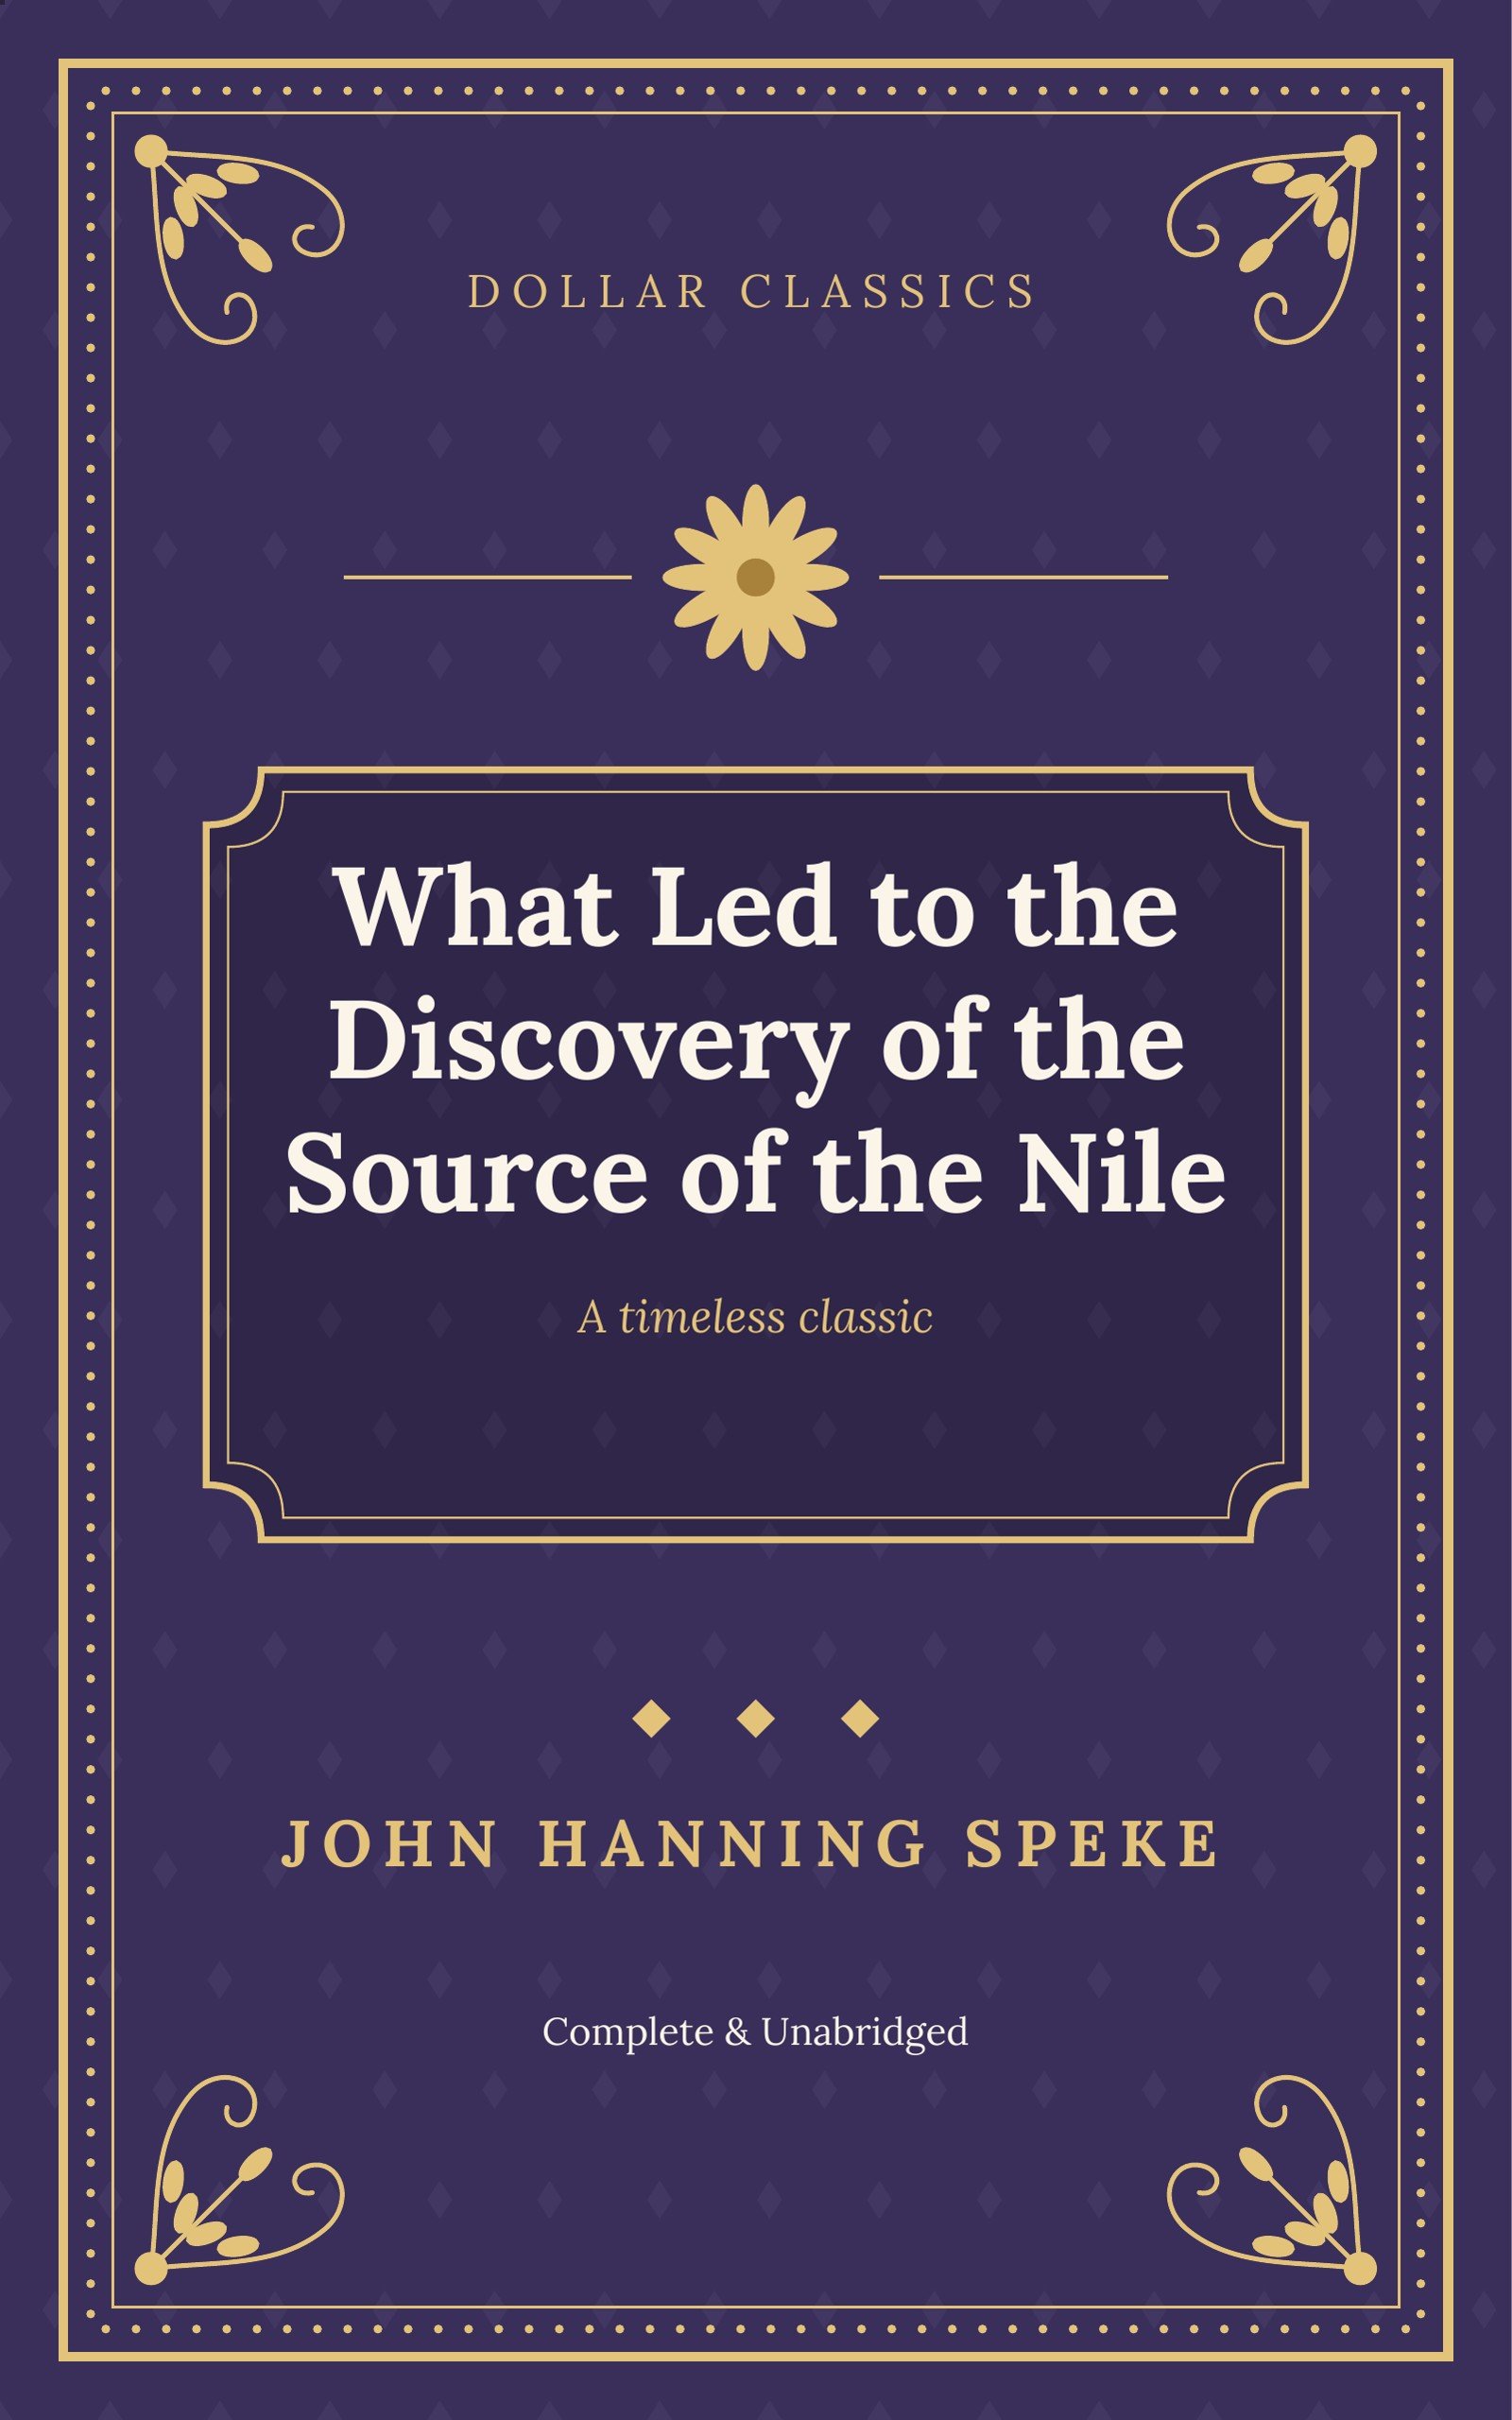 DOLLAR CLASSICS
What Led to the
Discovery of the
Source of the Nile
A timeless classic
JOHN HANNING SPEKE
Complete & Unabridged